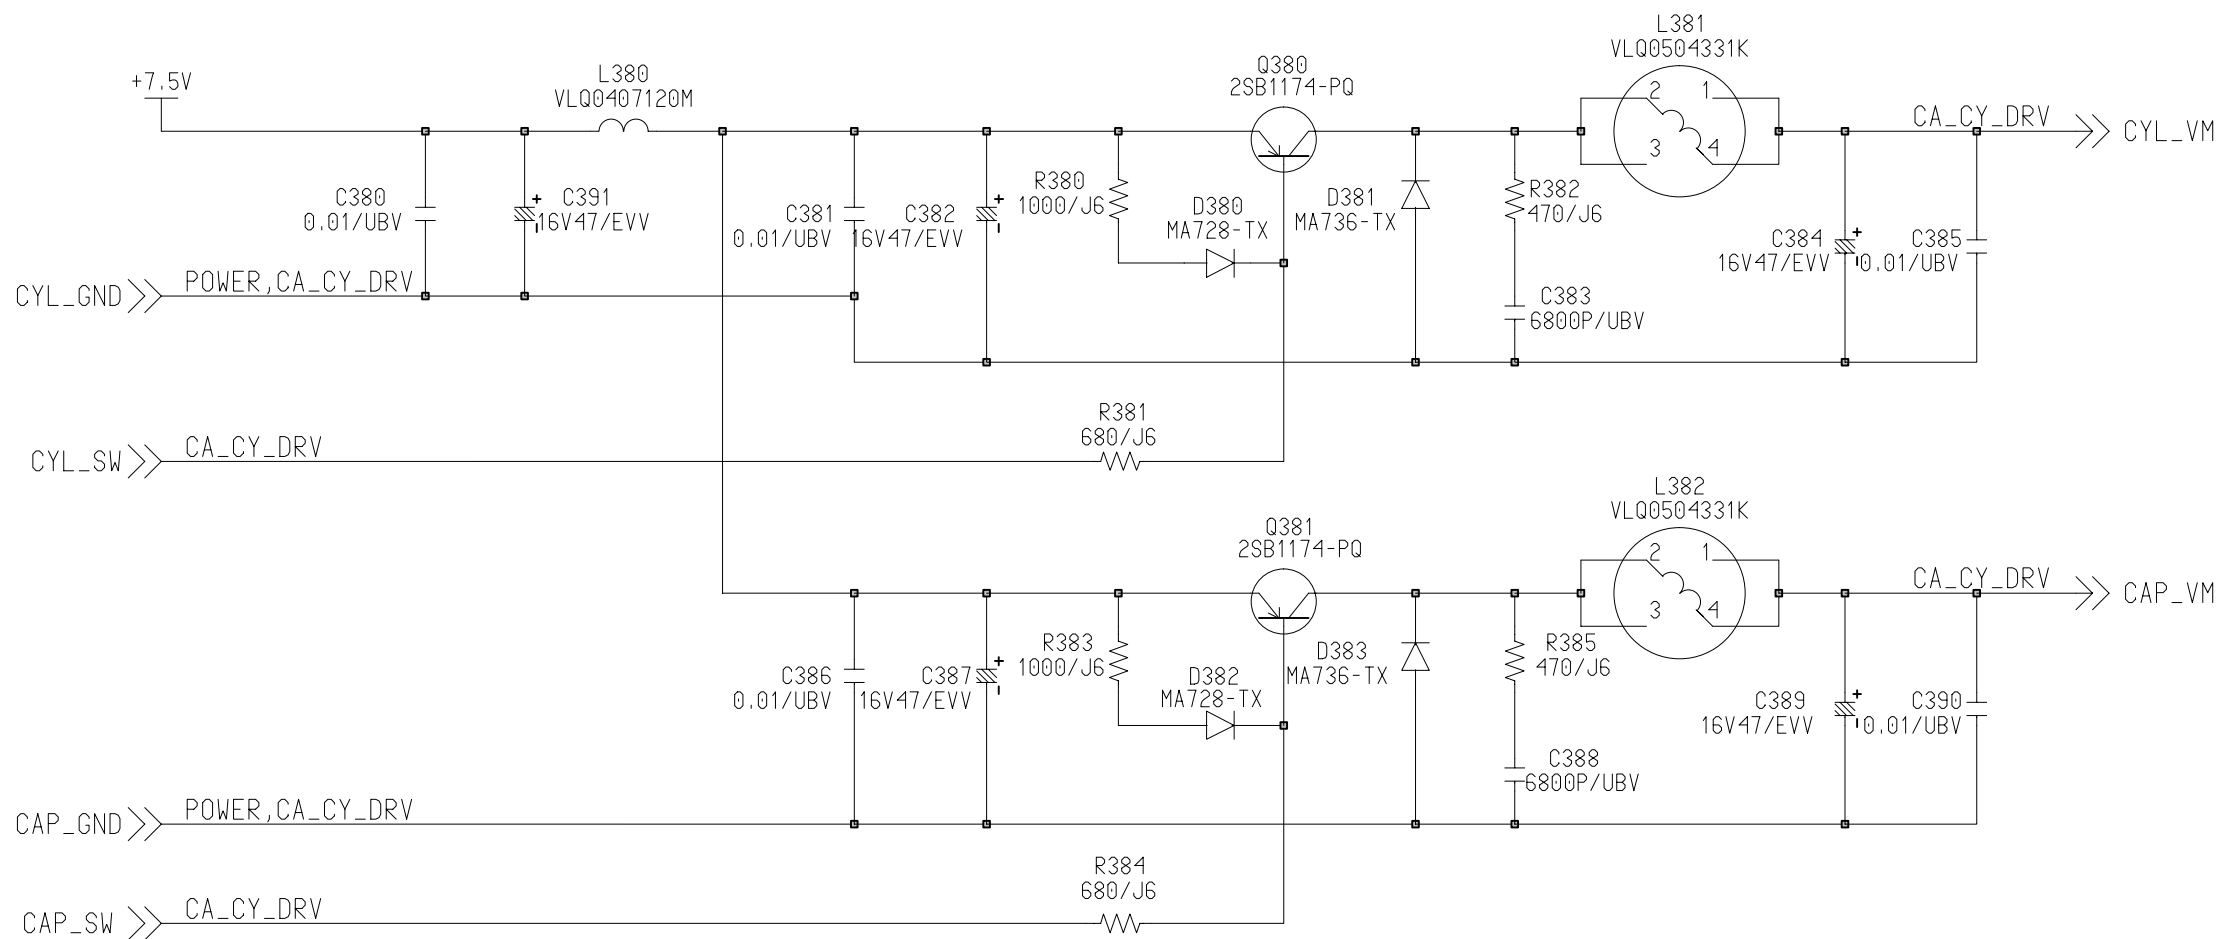 L381
VLQ0504331K
2 1
3 4
+7.5V
L380
VLQ0407120M
Q380
2SB1174-PQ
CA_CY_DRV
CYL_VM
C380
0.01/UBV
+
C391
16V47/EVV
-
C381
0.01/UBV
C382
16V47/EVV
+
-
R380
1000/J6
D380
MA728-TX
D381
MA736-TX
R382
470/J6
C383
6800P/UBV
C384
16V47/EVV
+
-
C385
0.01/UBV
CYL_GND
POWER,CA_CY_DRV
R381
680/J6
CYL_SW
CA_CY_DRV
L382
VLQ0504331K
2 1
3 4
Q381
2SB1174-PQ
CA_CY_DRV
CAP_VM
C386
0.01/UBV
C387
16V47/EVV
+
-
R383
1000/J6
D382
MA728-TX
D383
MA736-TX
R385
470/J6
C388
6800P/UBV
C389
16V47/EVV
+
-
C390
0.01/UBV
CAP_GND
POWER,CA_CY_DRV
R384
680/J6
CAP_SW
CA_CY_DRV